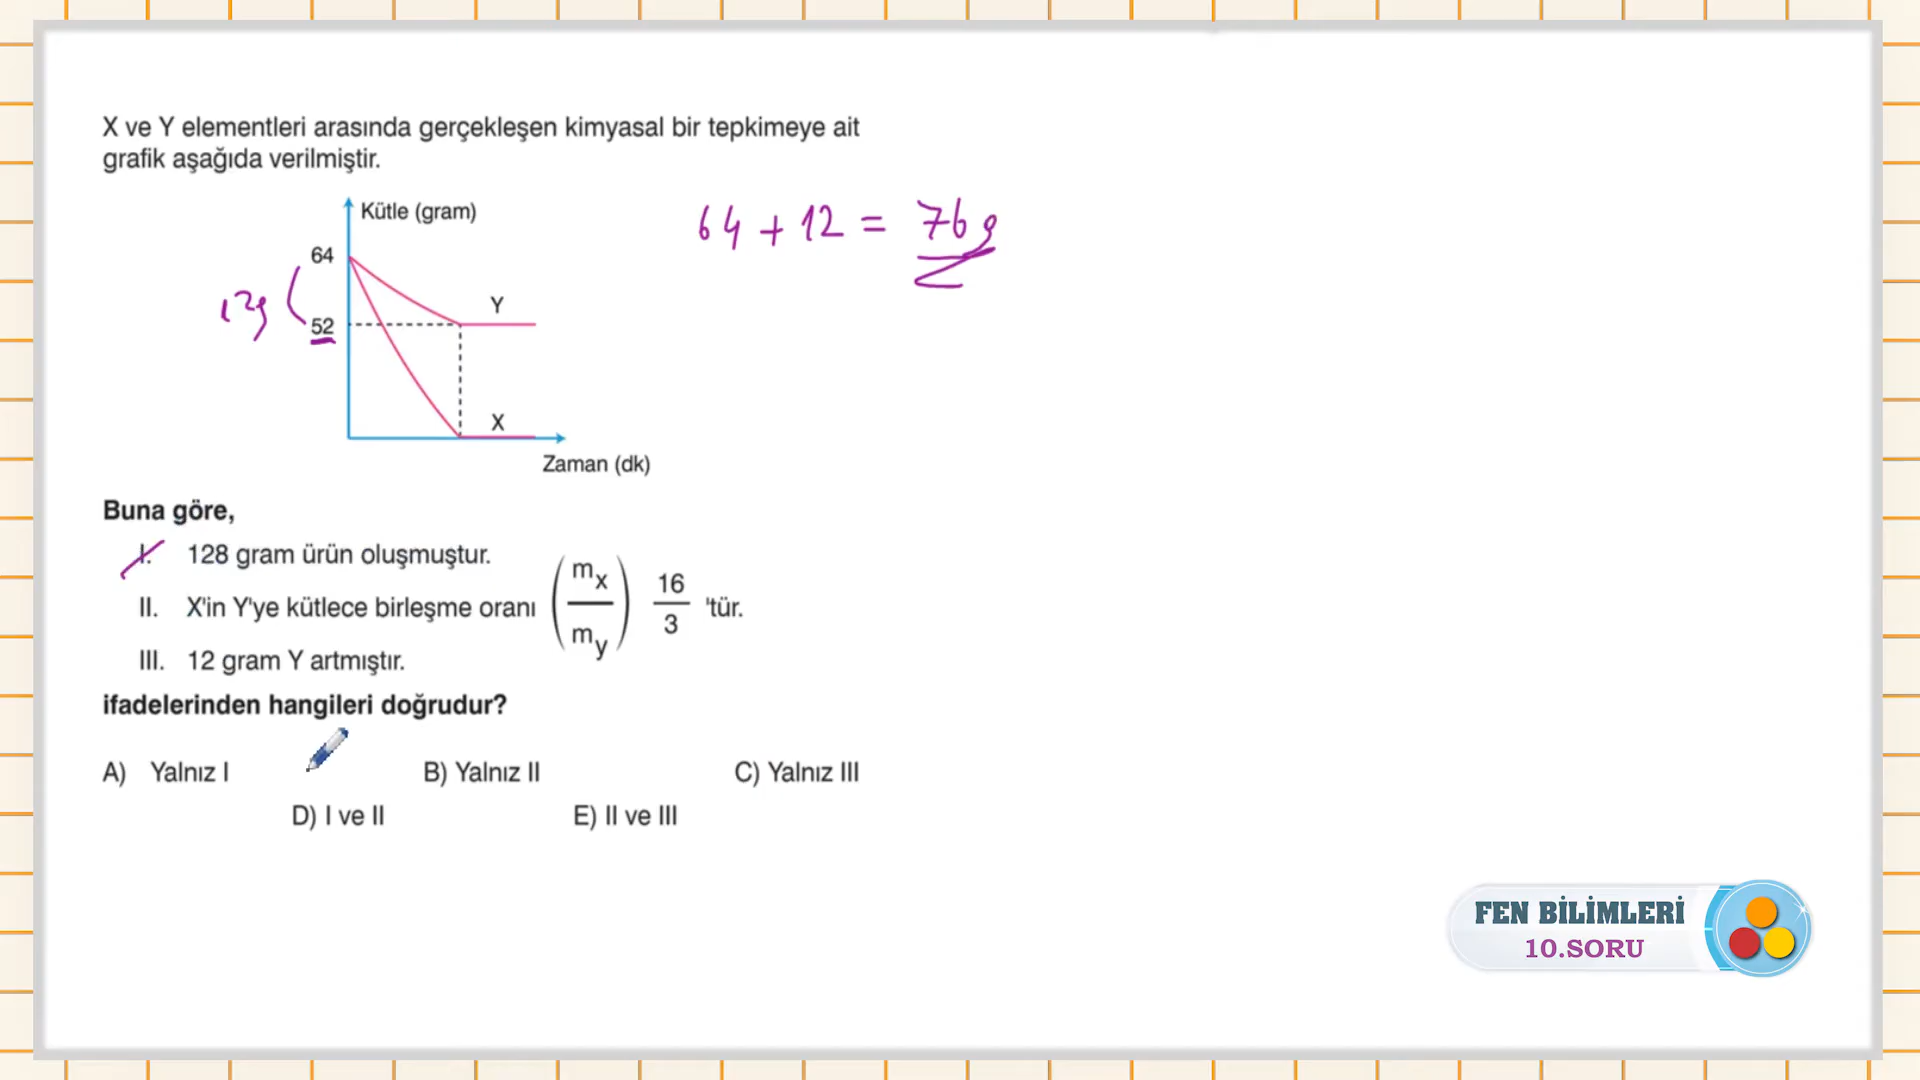 X ve Y elementleri arasında gerçekleşen kimyasal bir tepkimeye ait
grafik aşağıda verilmiştir.
Kütle (gram)
64
52
12g
Y
X
Zaman (dk)
64 + 12 = 76 g
Buna göre,
I. 128 gram ürün oluşmuştur.
II. X'in Y'ye kütlece birleşme oranı (mx/my) 16/3 'tür.
III. 12 gram Y artmıştır.
ifadelerinden hangileri doğrudur?
A) Yalnız I B) Yalnız II C) Yalnız III
D) I ve II E) II ve III
FEN BİLİMLERİ
10.SORU